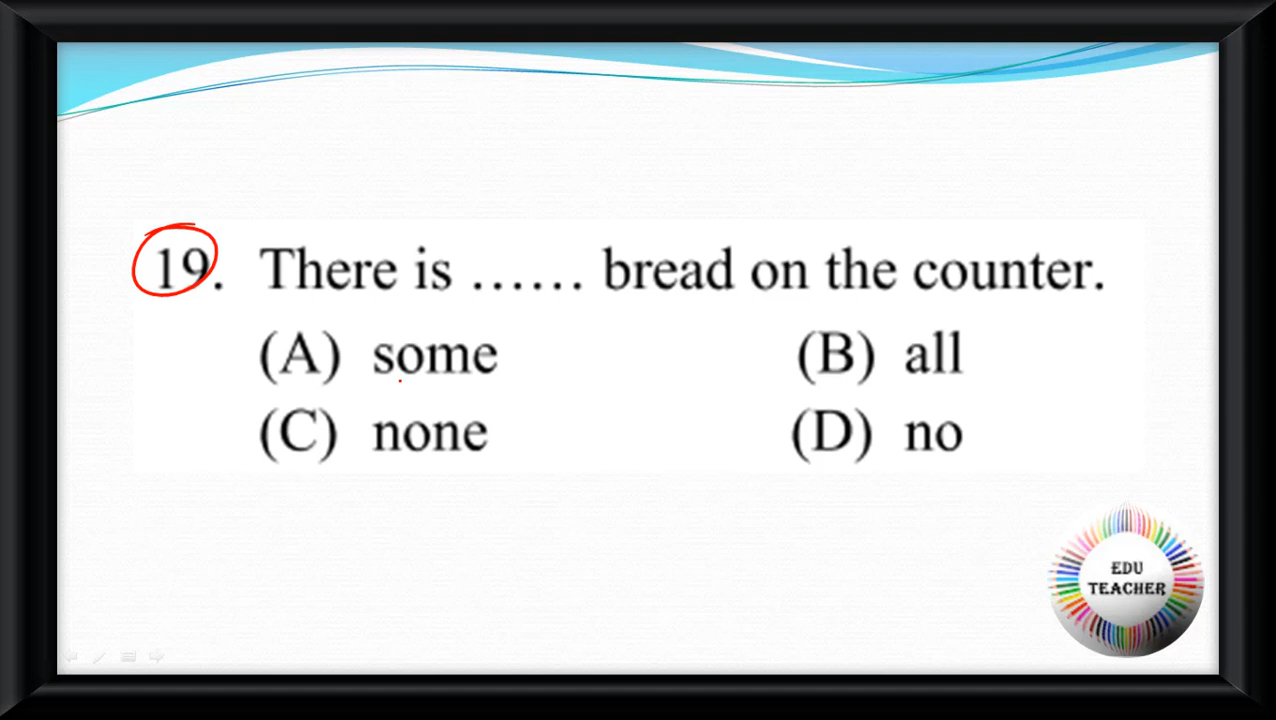 19. There is ...... bread on the counter.
(A) some (B) all
(C) none (D) no
EDU
TEACHER